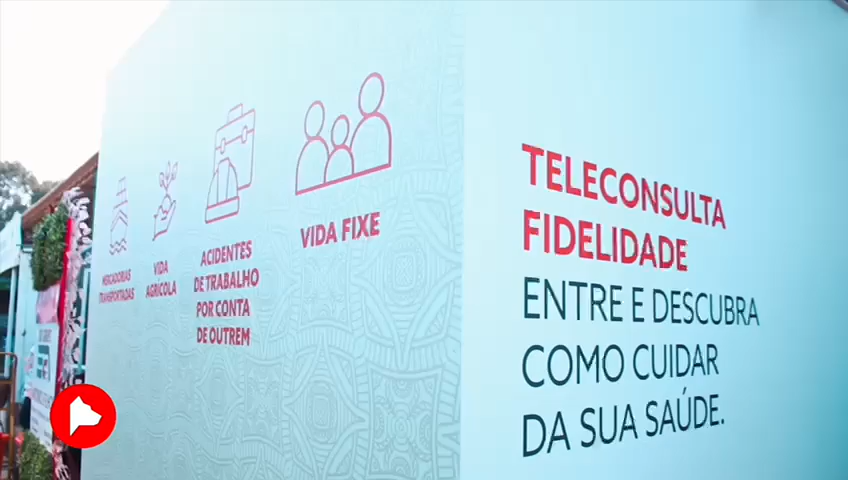 MERCADORIAS
TRANSPORTADAS
VIDA
AGRICOLA
ACIDENTES
DE TRABALHO
POR CONTA
DE OUTREM
VIDA FIXE
TELECONSULTA
FIDELIDADE
ENTRE E DESCUBRA
COMO CUIDAR
DA SUA SAÚDE.